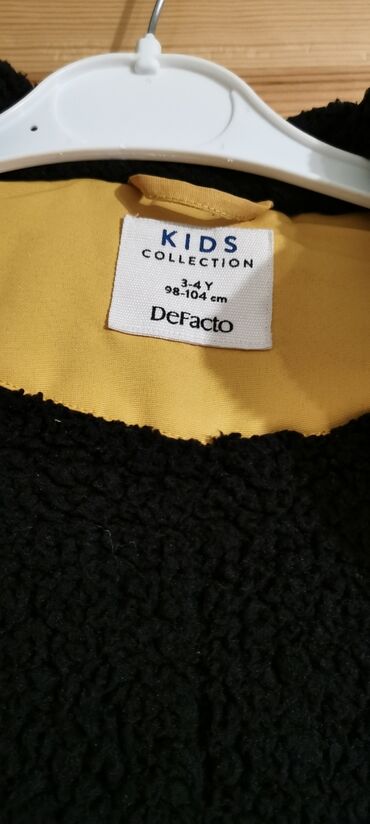 KIDS
COLLECTION
3-4 Y
98-104 cm
DeFacto